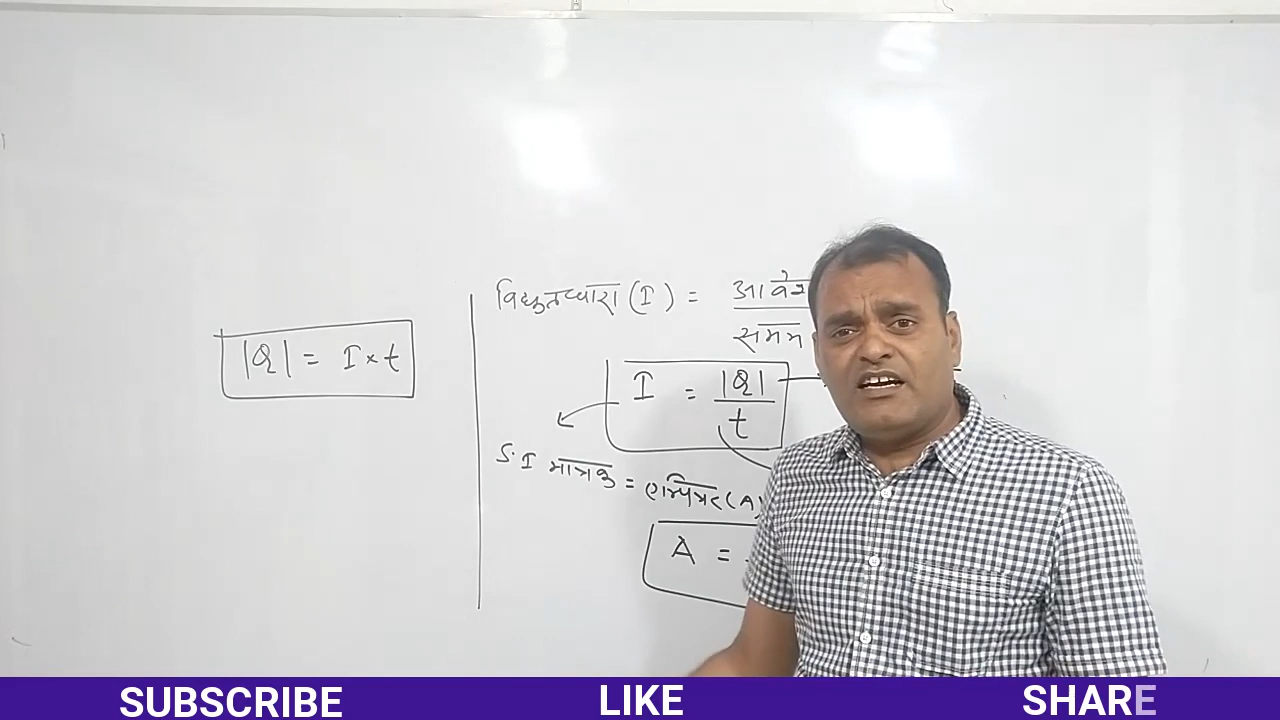 |Q| = I × t
विद्युतधारा (I) = आवेश
समय
I = |Q|
t
S.I मात्रक = एम्पियर (A)
A =
SUBSCRIBE
LIKE
SHARE